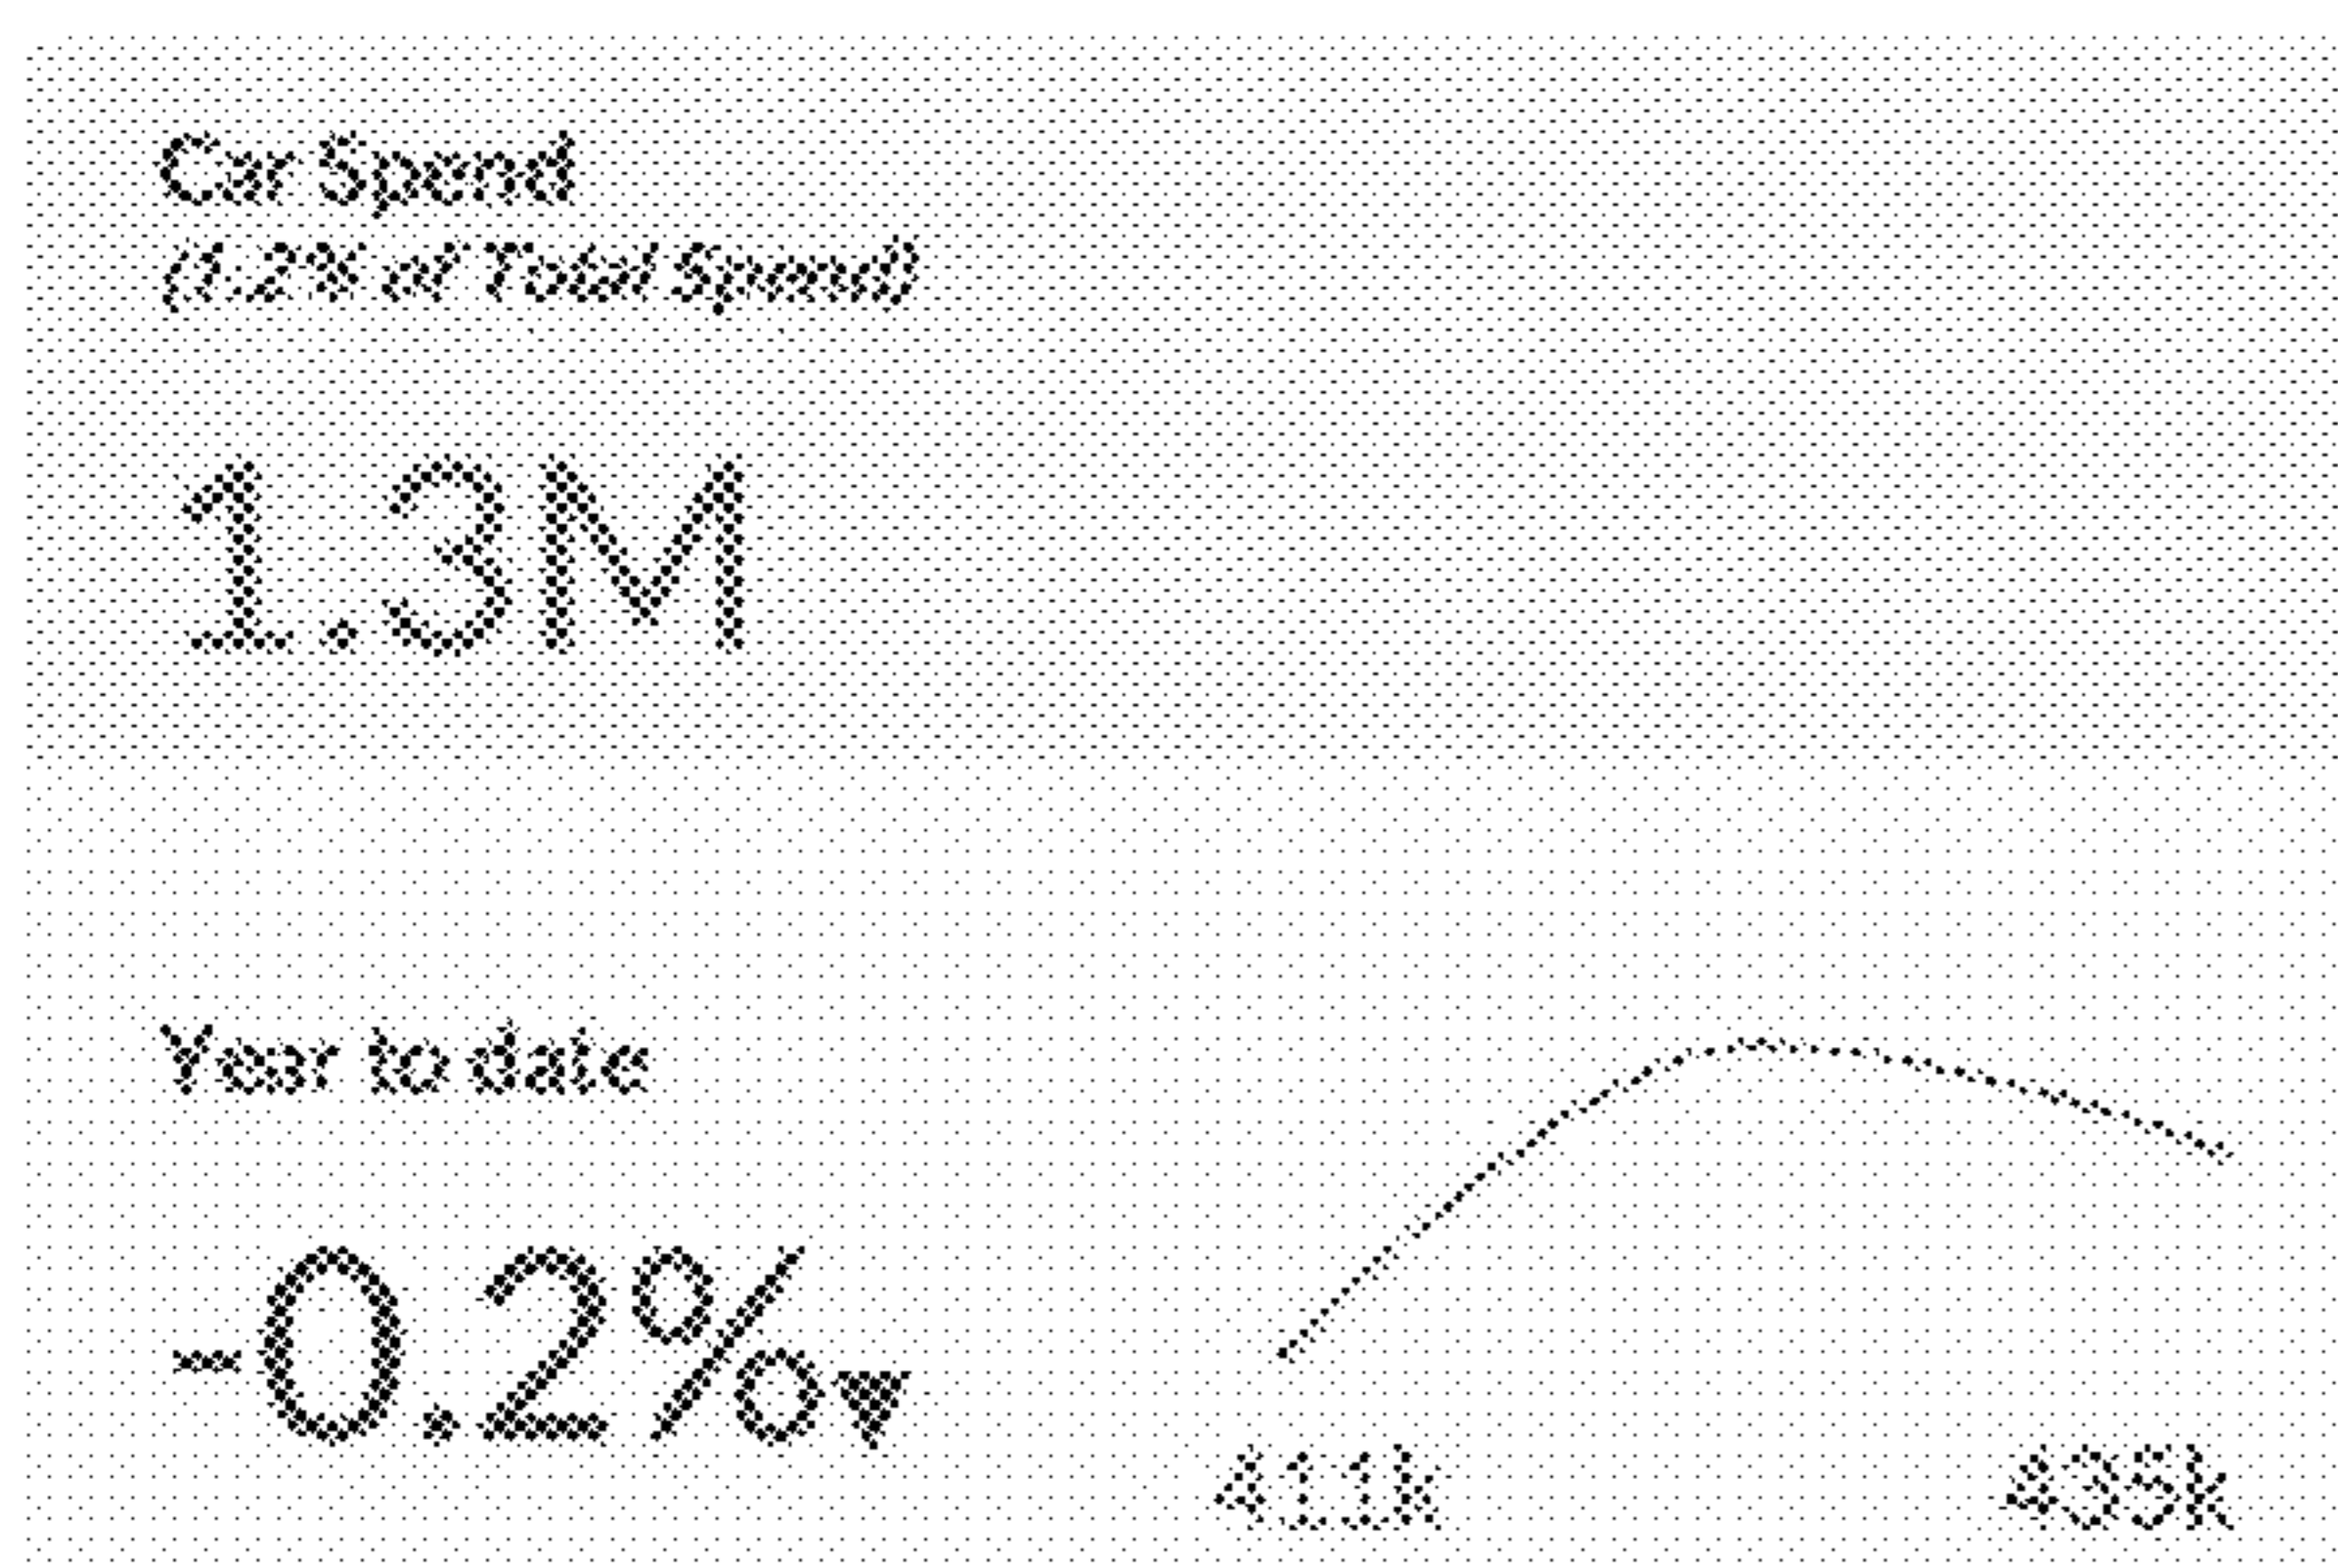 Car Spend
(1.2% of Total Spend)
1.3M
Year to date
-0.2%▼
411k
435k